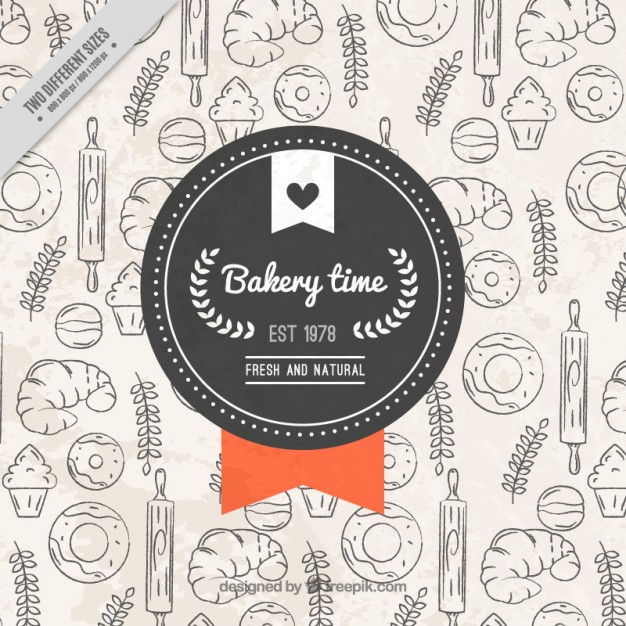 TWO DIFFERENT SIZES
800 x 800 px / 1200 x 1200 px
Bakery time
EST 1978
FRESH AND NATURAL
designed by freepik.com